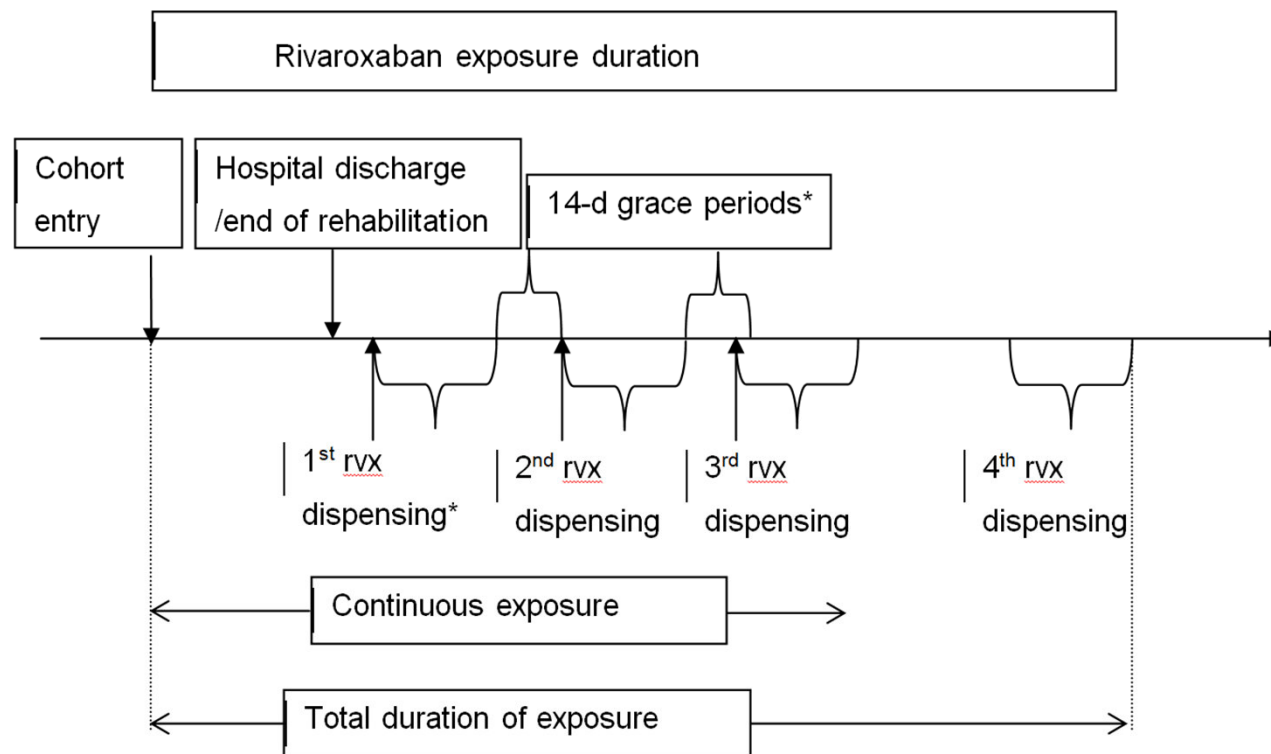 Rivaroxaban exposure duration
Cohort
entry
Hospital discharge
/end of rehabilitation
14-d grace periods*
1st rvx
dispensing*
2nd rvx
dispensing
3rd rvx
dispensing
4th rvx
dispensing
Continuous exposure
Total duration of exposure